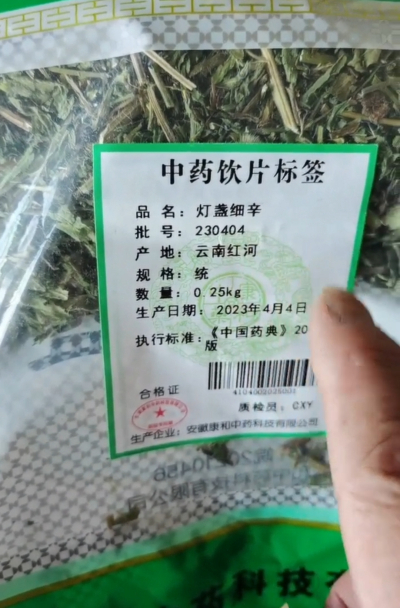 中药饮片标签
品 名：灯盏细辛
批 号：230404
产 地：云南红河
规 格：统
数 量：0.25kg
生产日期：2023年4月4日
执行标准：《中国药典》20
版
合格证
质检员：CXY
生产企业：安徽康和中药科技有限公司
科技